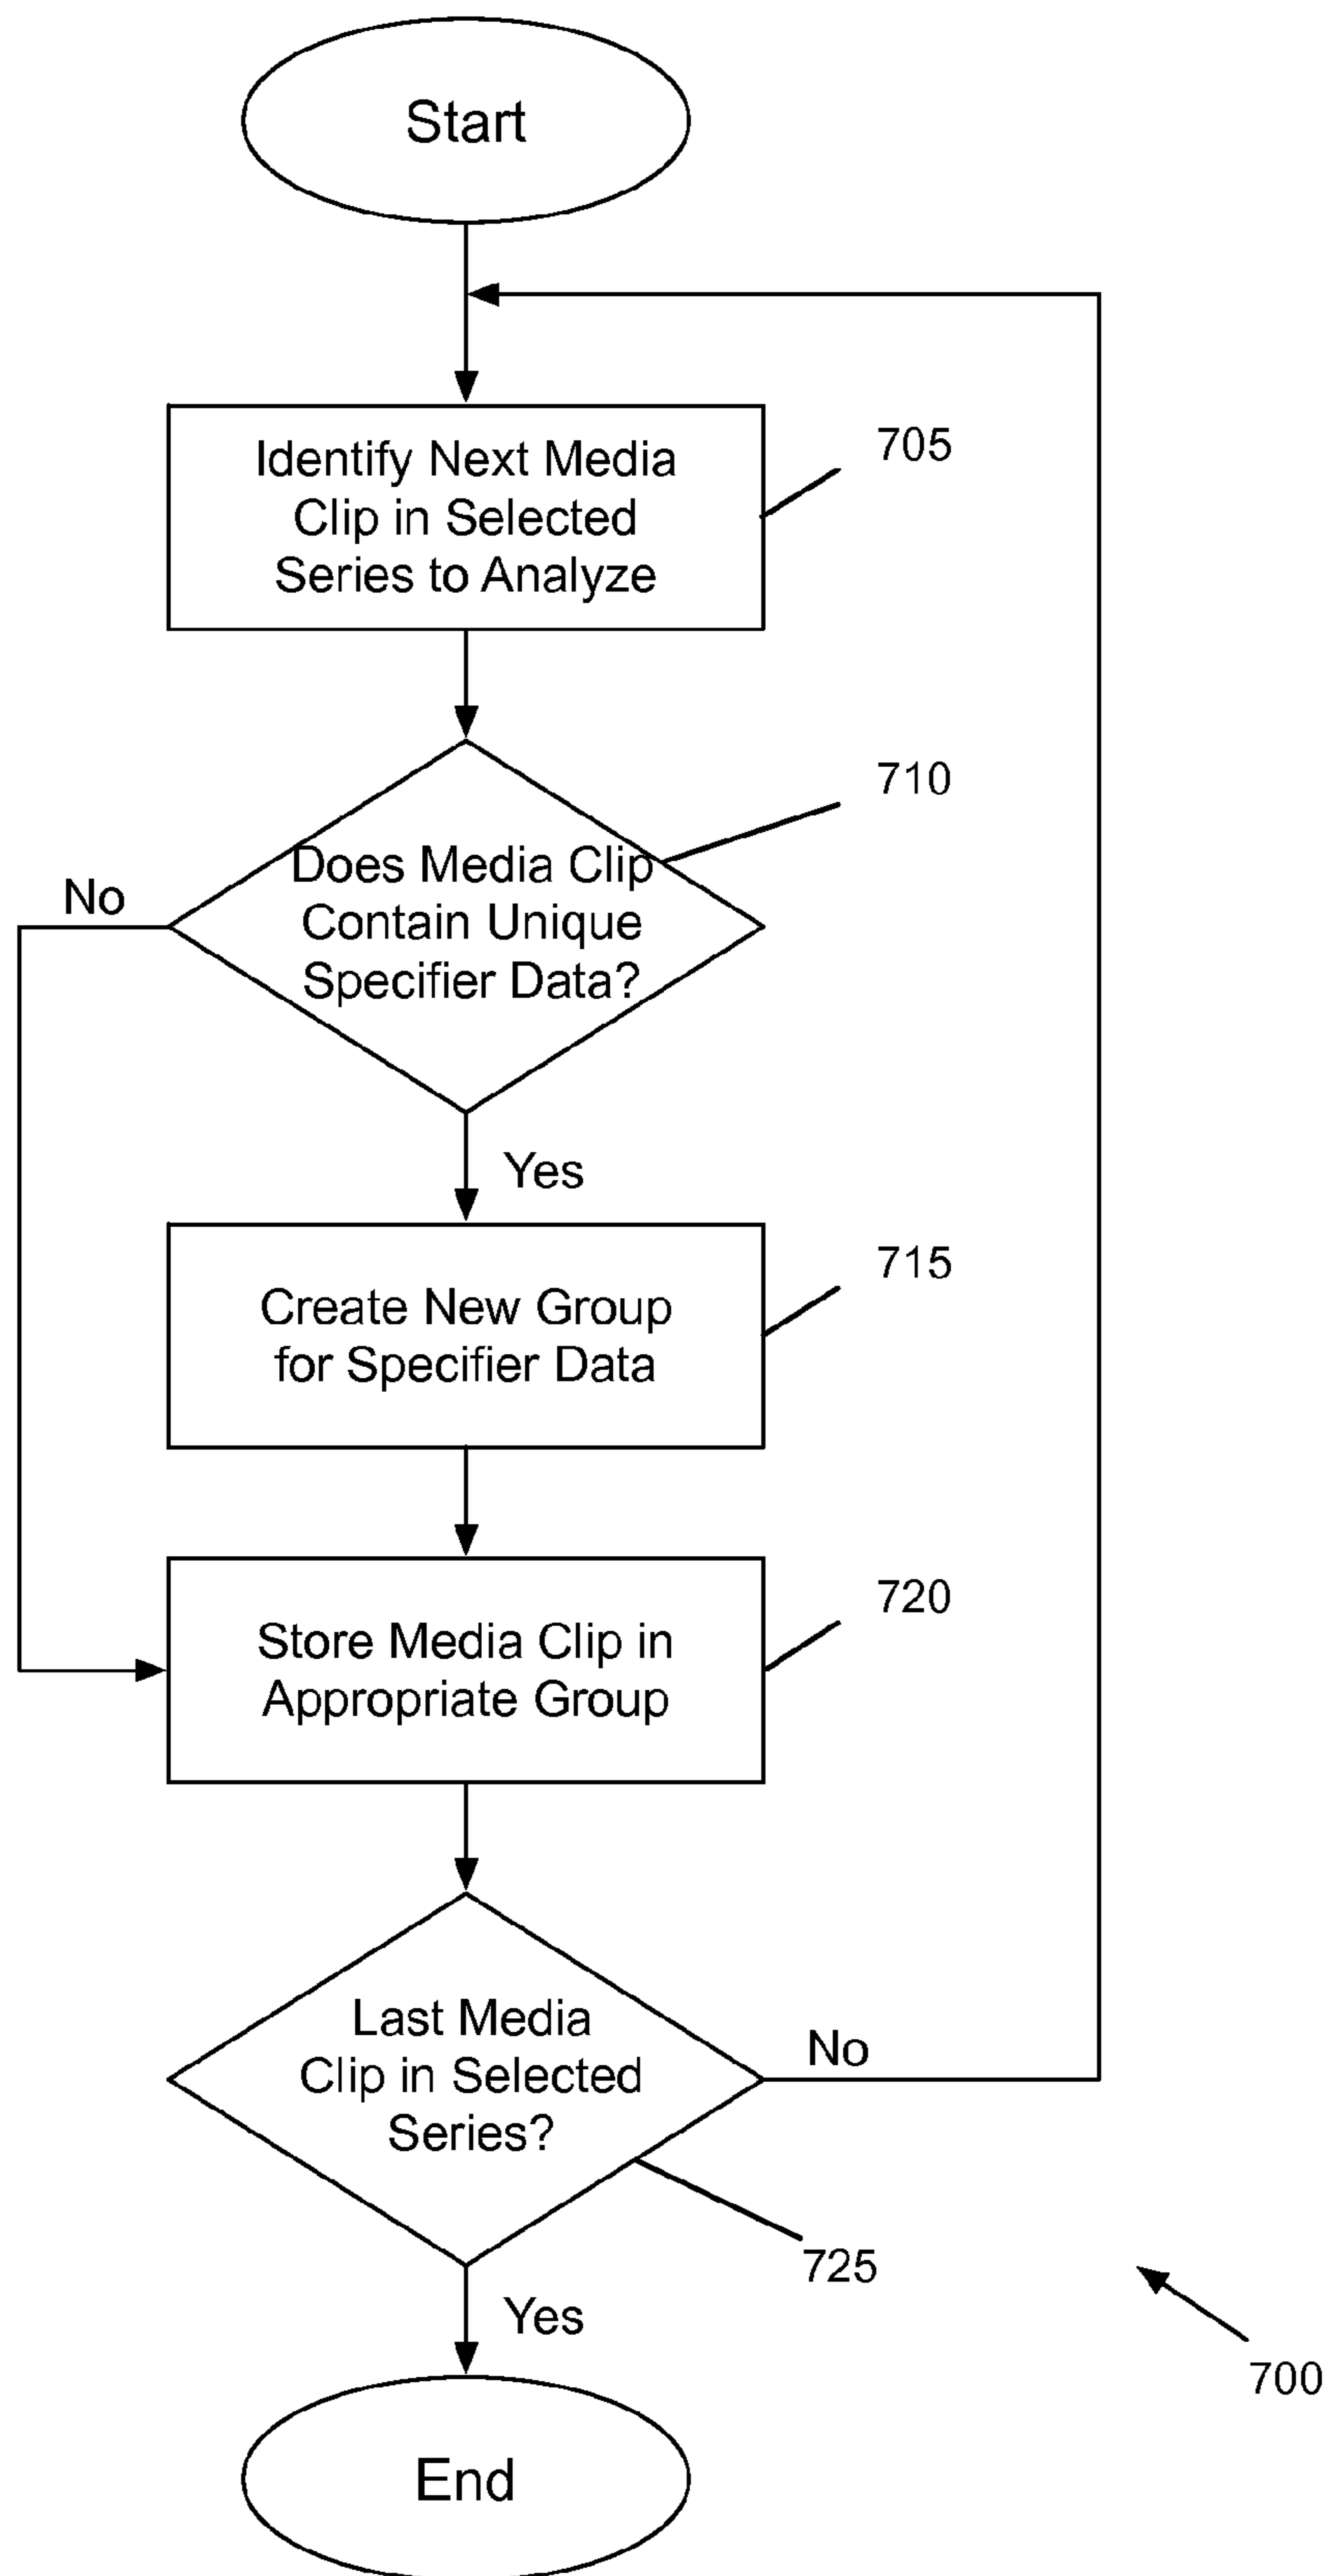 Start
Identify Next Media
Clip in Selected
Series to Analyze
705
710
Does Media Clip
Contain Unique
Specifier Data?
No
Yes
715
Create New Group
for Specifier Data
720
Store Media Clip in
Appropriate Group
Last Media
Clip in Selected
Series?
No
725
Yes
700
End